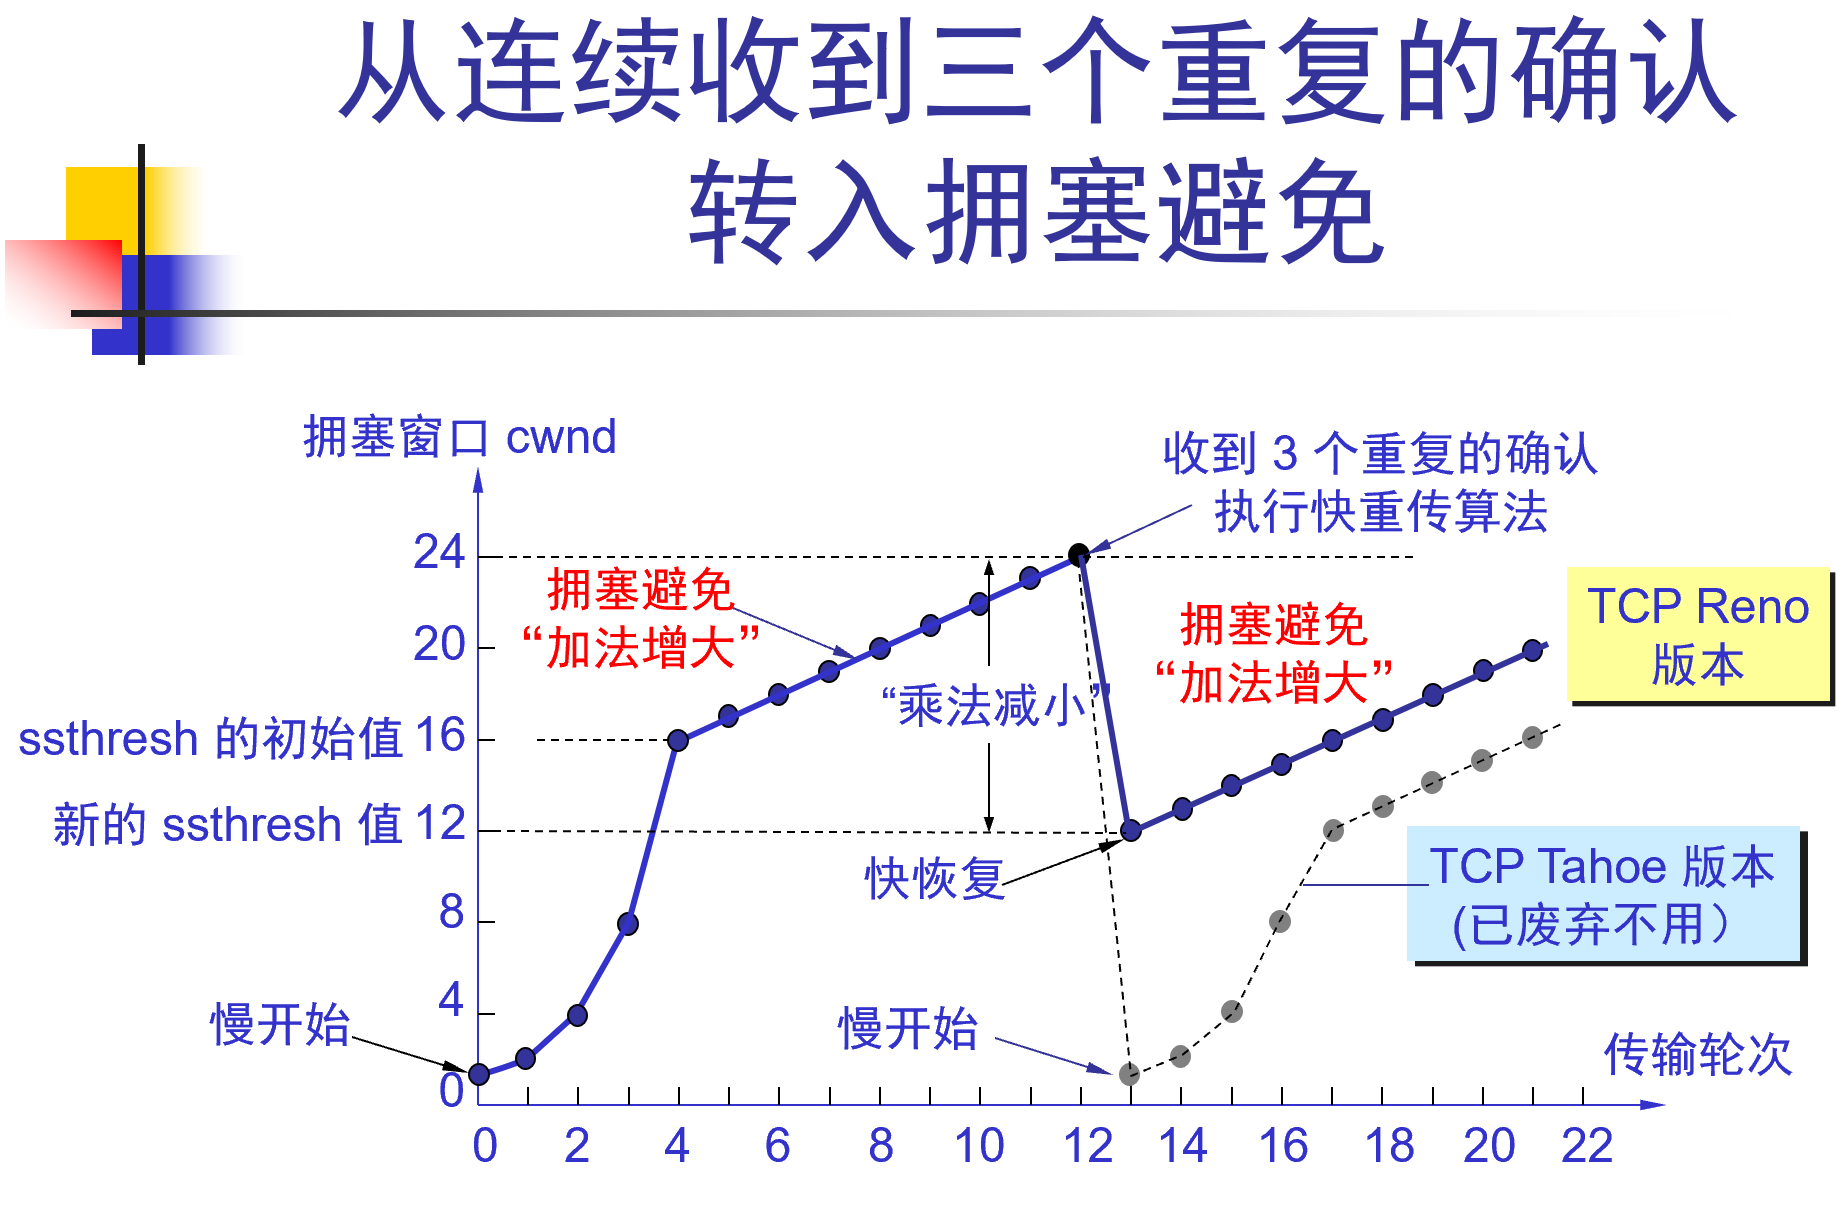 从连续收到三个重复的确认
转入拥塞避免
拥塞窗口 cwnd
收到 3 个重复的确认
执行快重传算法
24
拥塞避免
“加法增大”
拥塞避免
“加法增大”
TCP Reno
版本
20
“乘法减小”
ssthresh 的初始值 16
新的 ssthresh 值 12
快恢复
TCP Tahoe 版本
(已废弃不用）
8
4
慢开始
慢开始
传输轮次
0
0 2 4 6 8 10 12 14 16 18 20 22